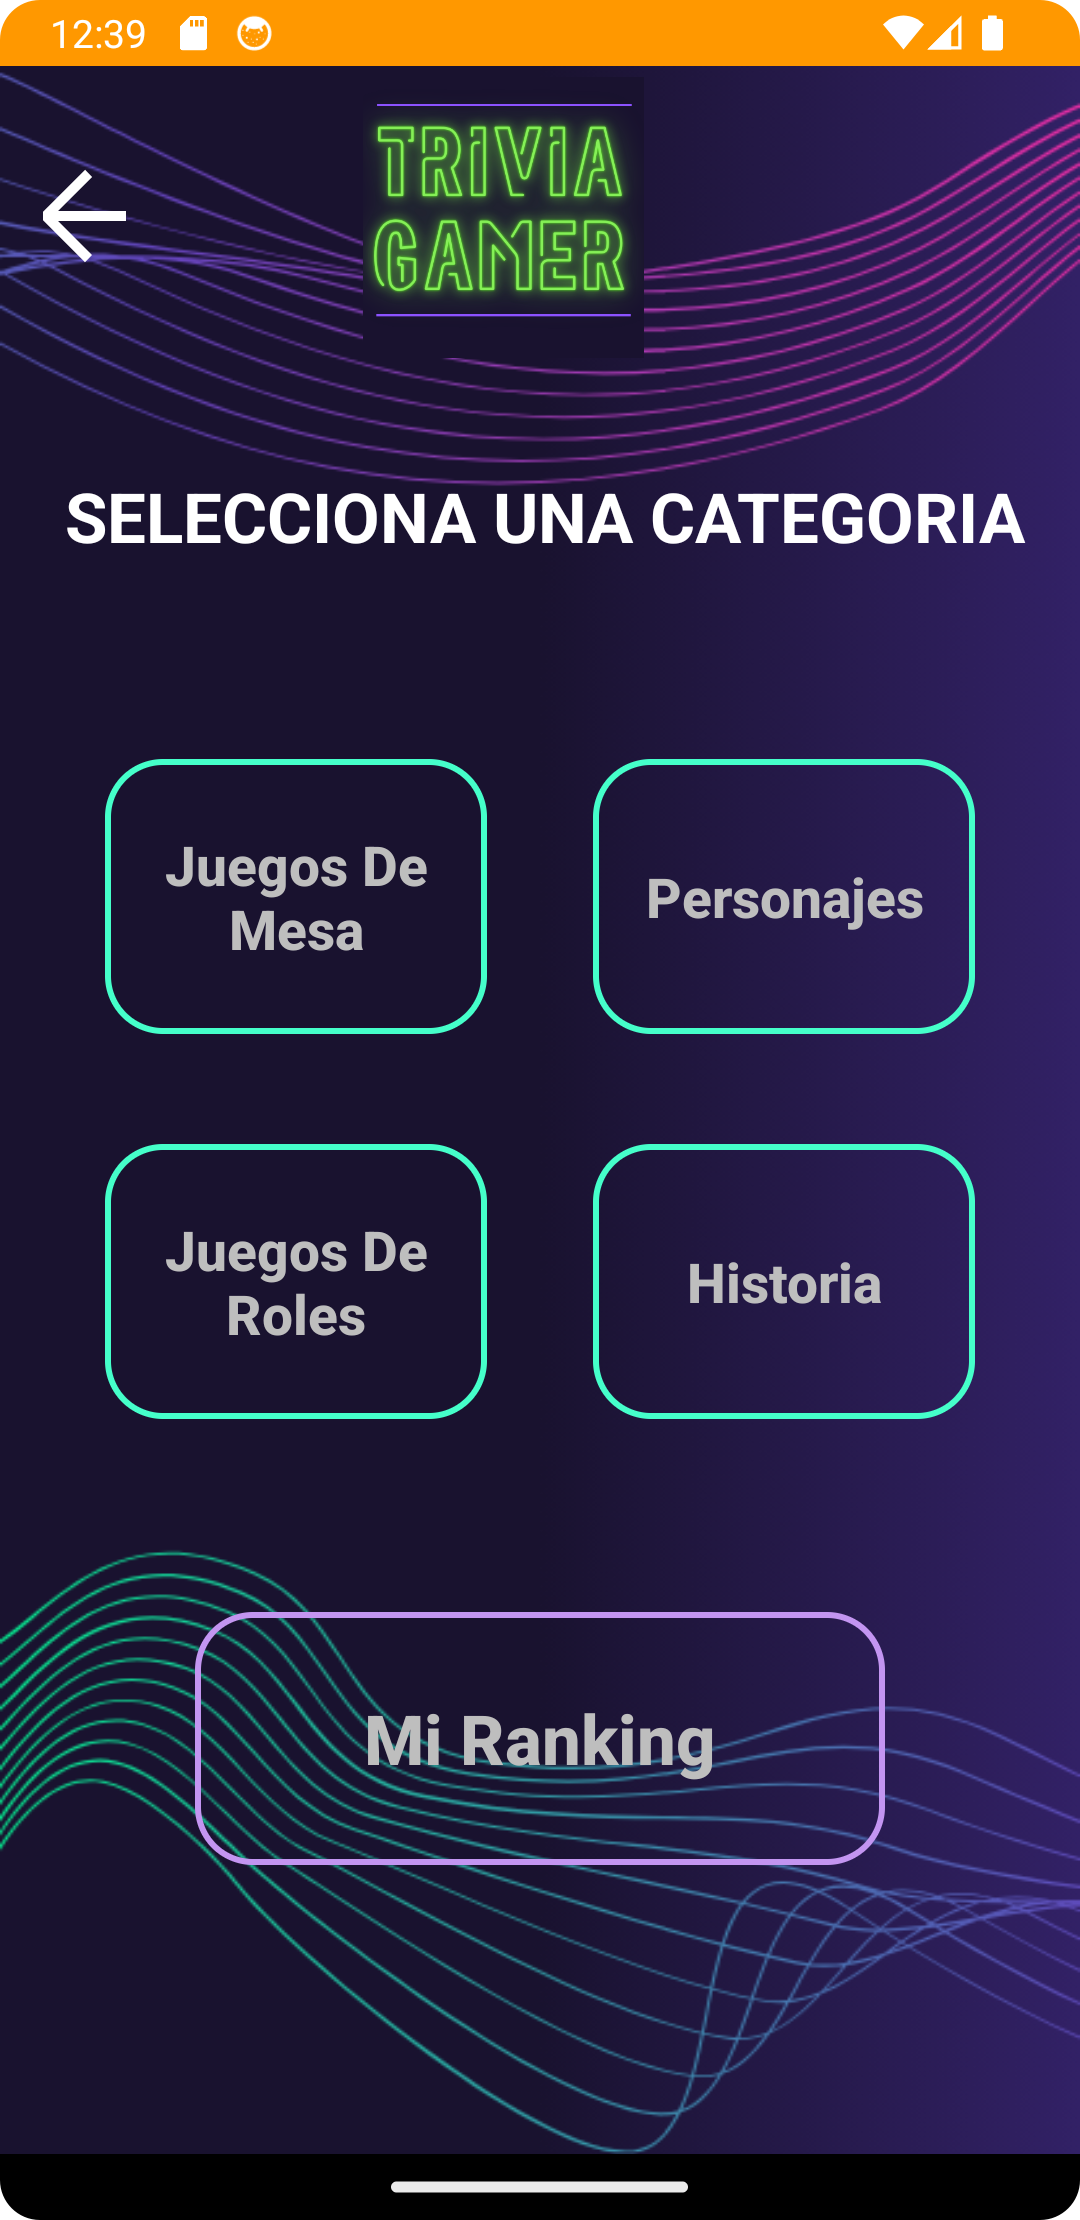 12:39
TRIVIA
GAMER
SELECCIONA UNA CATEGORIA
Juegos De
Mesa
Personajes
Juegos De
Roles
Historia
Mi Ranking